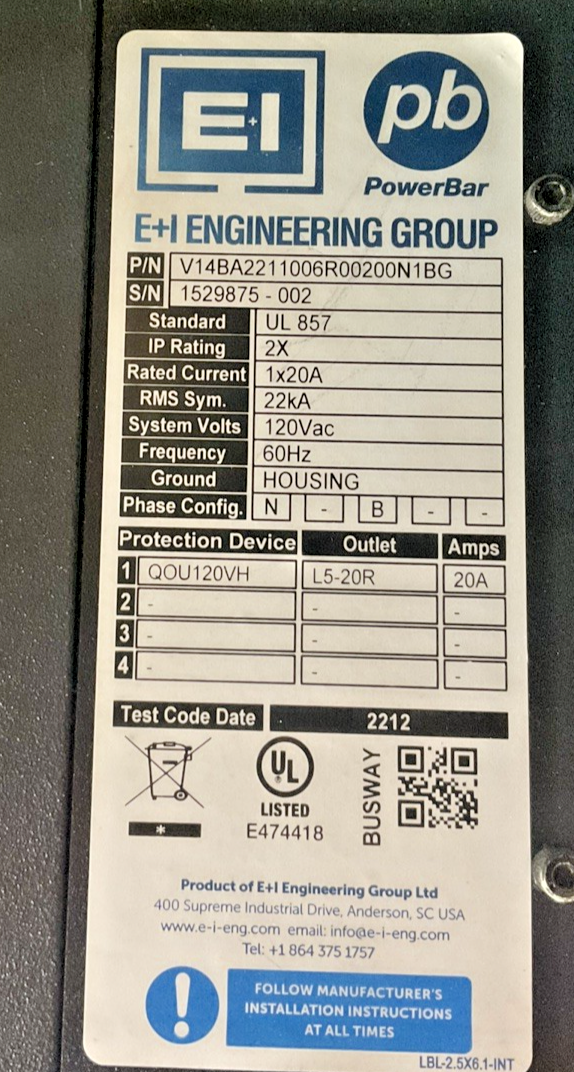 E+I
pb
PowerBar
E+I ENGINEERING GROUP
P/N V14BA2211006R00200N1BG
S/N 1529875 - 002
Standard UL 857
IP Rating 2X
Rated Current 1x20A
RMS Sym. 22kA
System Volts 120Vac
Frequency 60Hz
Ground HOUSING
Phase Config. N - B - -
Protection Device Outlet Amps
1 QOU120VH L5-20R 20A
2 - - -
3 - - -
4 - - -
Test Code Date 2212
UL
LISTED
E474418
BUSWAY
*
Product of E+I Engineering Group Ltd
400 Supreme Industrial Drive, Anderson, SC USA
www.e-i-eng.com email: info@e-i-eng.com
Tel: +1 864 375 1757
!
FOLLOW MANUFACTURER'S
INSTALLATION INSTRUCTIONS
AT ALL TIMES
LBL-2.5X6.1-INT